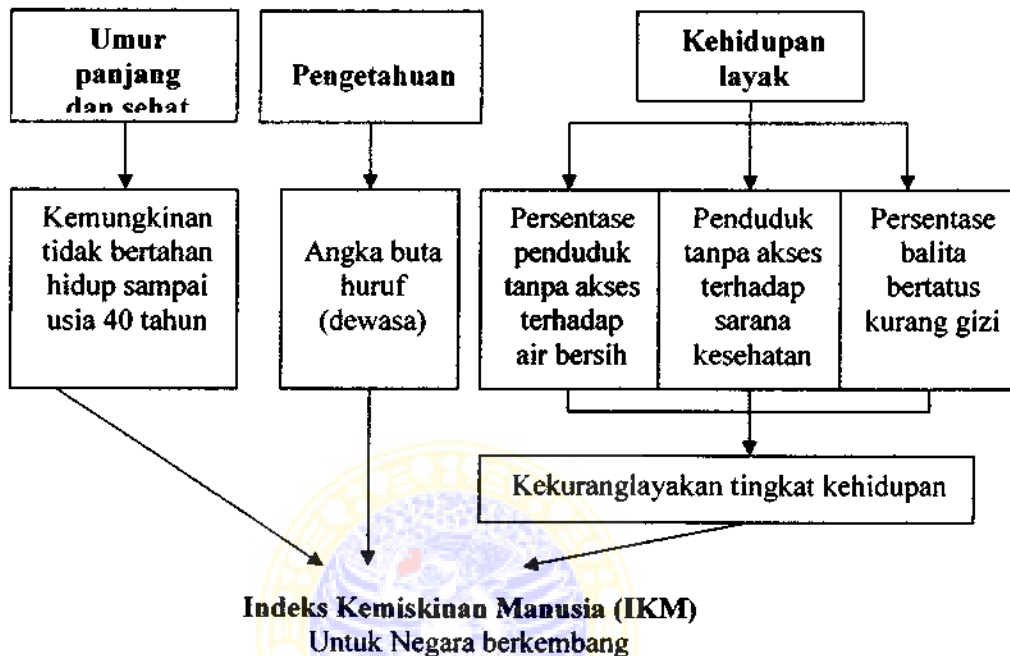 Umur
panjang
dan sehat
Pengetahuan
Kehidupan
layak
Kemungkinan
tidak bertahan
hidup sampai
usia 40 tahun
Angka buta
huruf
(dewasa)
Persentase
penduduk
tanpa akses
terhadap
air bersih
Penduduk
tanpa akses
terhadap
sarana
kesehatan
Persentase
balita
bertatus
kurang gizi
Kekuranglayakan tingkat kehidupan
Indeks Kemiskinan Manusia (IKM)
Untuk Negara berkembang